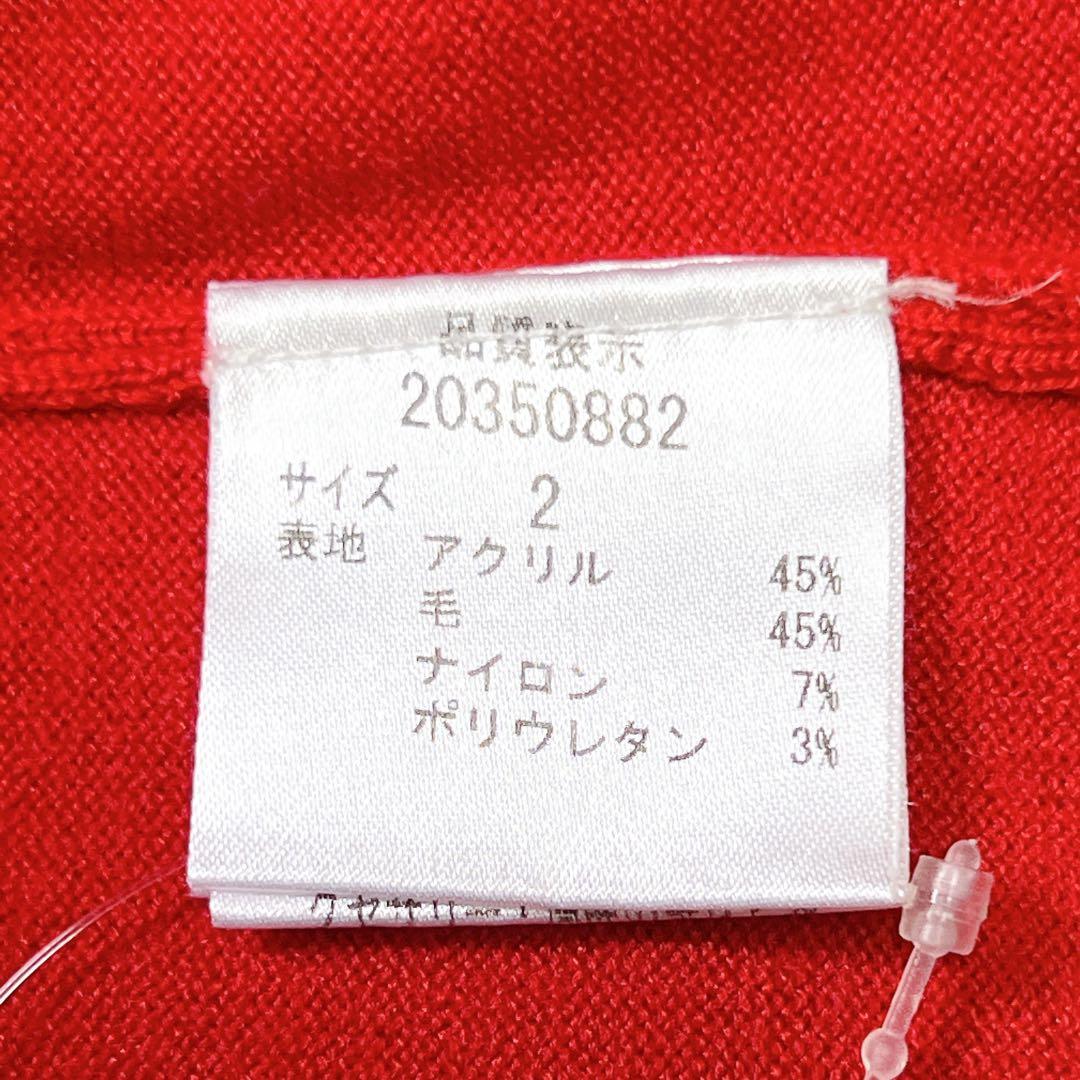 品質表示
20350882
サイズ 2
表地 アクリル 45%
毛 45%
ナイロン 7%
ポリウレタン 3%